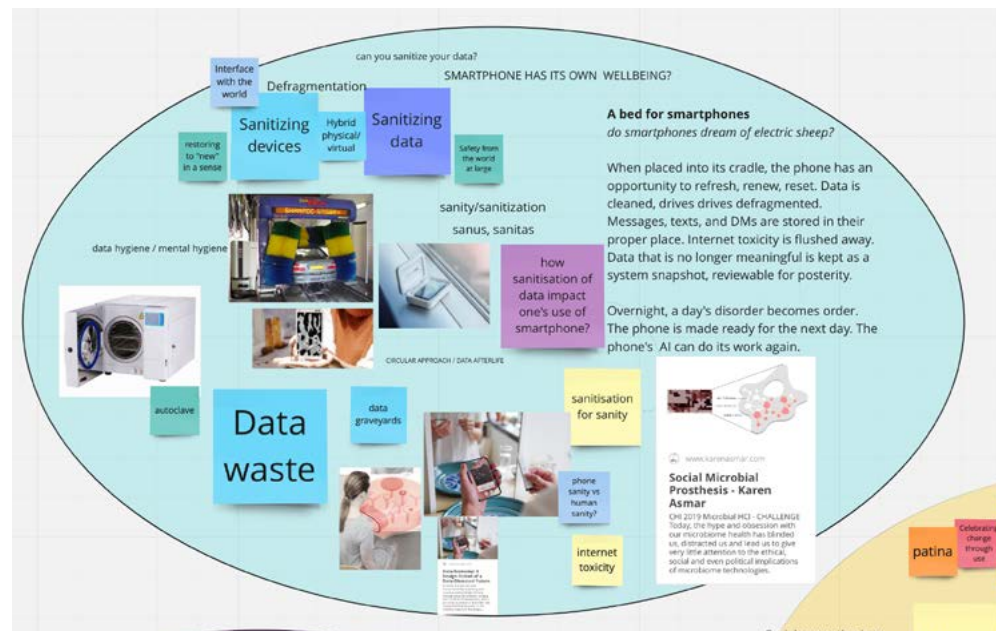 can you sanitize your data?
SMARTPHONE HAS ITS OWN WELLBEING?
Interface
with the
world
Defragmentation
Sanitizing
devices
Hybrid
physical/
virtual
Sanitizing
data
restoring
to "new"
in a sense
Safety from
the world
at large
sanity/sanitization
sanus, sanitas
data hygiene / mental hygiene
how
sanitisation of
data impact
one's use of
smartphone?
A bed for smartphones
do smartphones dream of electric sheep?
When placed into its cradle, the phone has an
opportunity to refresh, renew, reset. Data is
cleaned, drives drives defragmented.
Messages, texts, and DMs are stored in their
proper place. Internet toxicity is flushed away.
Data that is no longer meaningful is kept as a
system snapshot, reviewable for posterity.
Overnight, a day's disorder becomes order.
The phone is made ready for the next day. The
phone's AI can do its work again.
CIRCULAR APPROACH / DATA AFTERLIFE
autoclave
Data
waste
data
graveyards
sanitisation
for sanity
phone
sanity vs
human
sanity?
internet
toxicity
www.karenasmar.com
Social Microbial
Prosthesis - Karen
Asmar
CHI 2019 Microbial HCI - CHALLENGE
Today, the hype and obsession with
our microbiome health has blinded
us, distracted us and lead us to give
very little attention to the ethical,
social and even political implications
of microbiome technologies.
patina
Celebrating
change
through
use